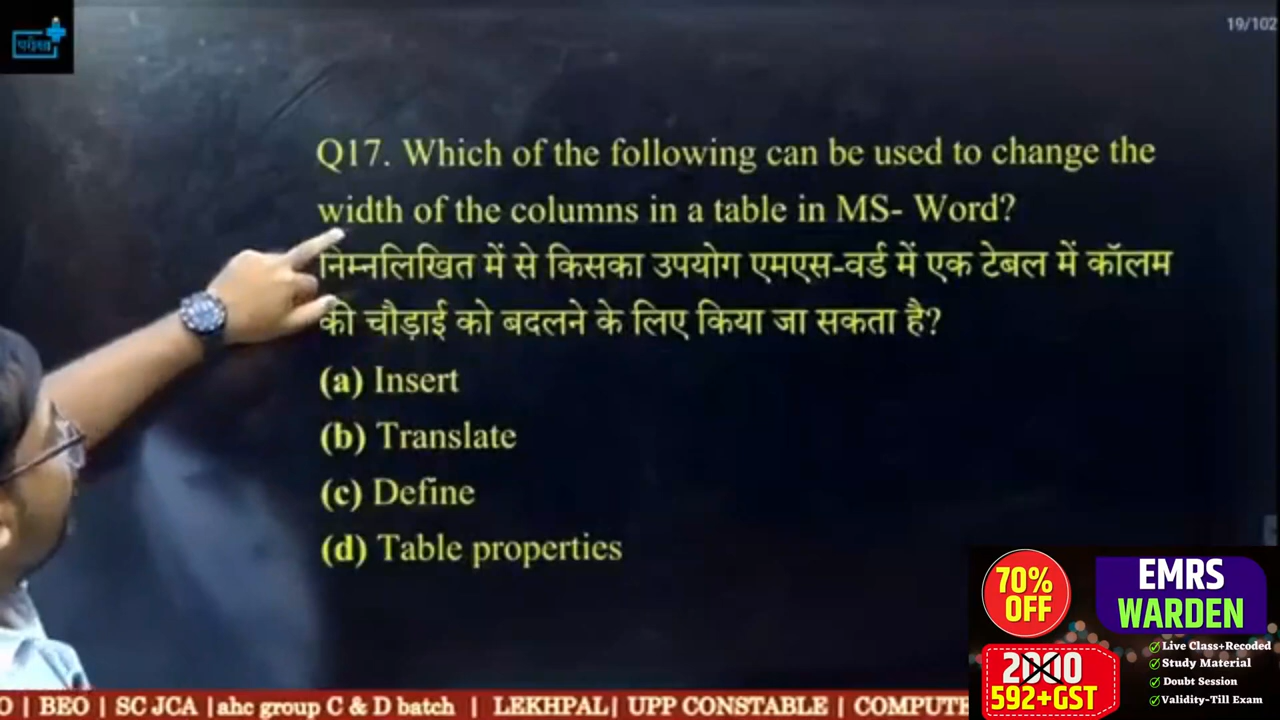 परीक्षा
19/102
Q17. Which of the following can be used to change the
width of the columns in a table in MS- Word?
निम्नलिखित में से किसका उपयोग एमएस-वर्ड में एक टेबल में कॉलम
की चौड़ाई को बदलने के लिए किया जा सकता है?
(a) Insert
(b) Translate
(c) Define
(d) Table properties
70%
OFF
EMRS
WARDEN
2000
592+GST
Live Class+Recoded
Study Material
Doubt Session
Validity-Till Exam
O | BEO | SC JCA |ahc group C & D batch | LEKHPAL| UPP CONSTABLE | COMPUTE